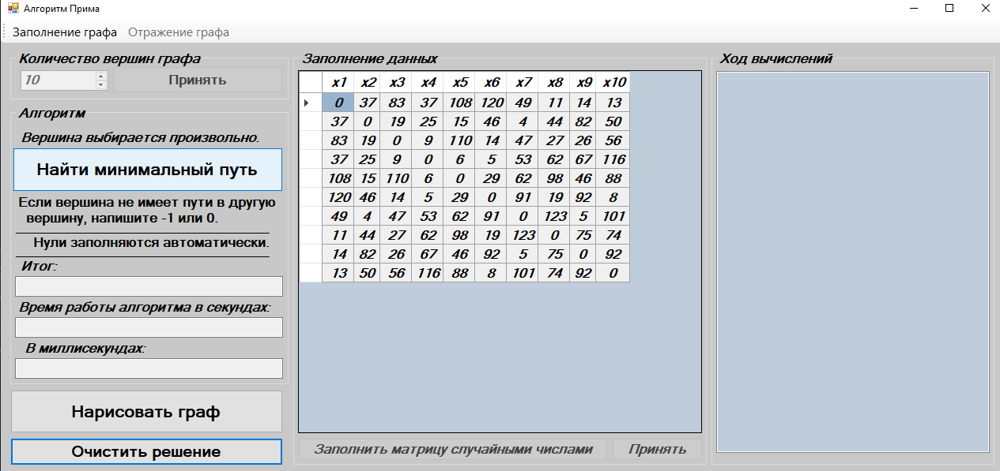 Алгоритм Прима
Заполнение графа Отражение графа
Количество вершин графа
10 Принять
Алгоритм
Вершина выбирается произвольно.
Найти минимальный путь
Если вершина не имеет пути в другую
вершину, напишите -1 или 0.
Нули заполняются автоматически.
Итог:
Время работы алгоритма в секундах:
В миллисекундах:
Нарисовать граф
Очистить решение
Заполнение данных
x1 x2 x3 x4 x5 x6 x7 x8 x9 x10
0 37 83 37 108 120 49 11 14 13
37 0 19 25 15 46 4 44 82 50
83 19 0 9 110 14 47 27 26 56
37 25 9 0 6 5 53 62 67 116
108 15 110 6 0 29 62 98 46 88
120 46 14 5 29 0 91 19 92 8
49 4 47 53 62 91 0 123 5 101
11 44 27 62 98 19 123 0 75 74
14 82 26 67 46 92 5 75 0 92
13 50 56 116 88 8 101 74 92 0
Заполнить матрицу случайными числами Принять
Ход вычислений